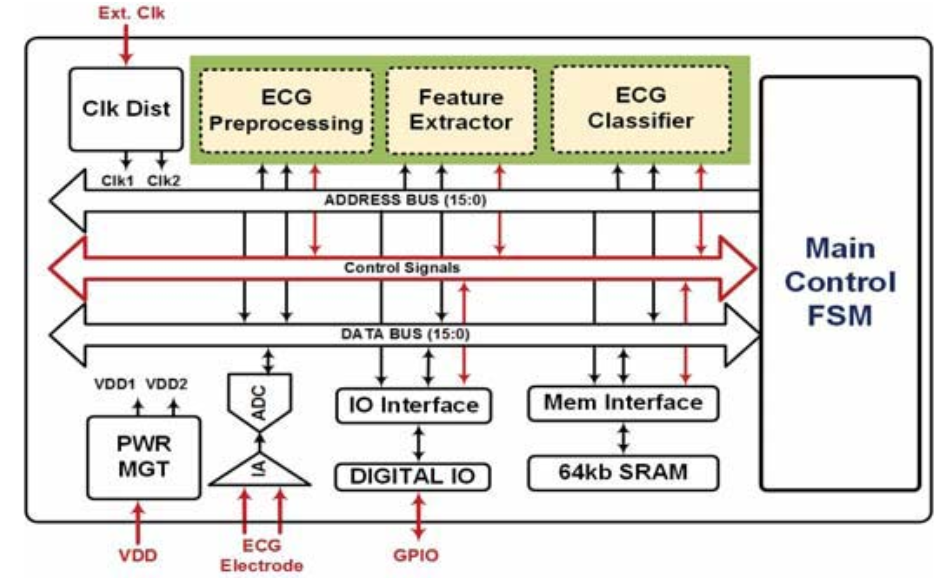 Ext. Clk
Clk Dist
Clk1 Clk2
ECG
Preprocessing
Feature
Extractor
ECG
Classifier
ADDRESS BUS (15:0)
Control Signals
DATA BUS (15:0)
Main
Control
FSM
VDD1 VDD2
PWR
MGT
VDD
ADC
IA
ECG
Electrode
IO Interface
DIGITAL IO
GPIO
Mem Interface
64kb SRAM